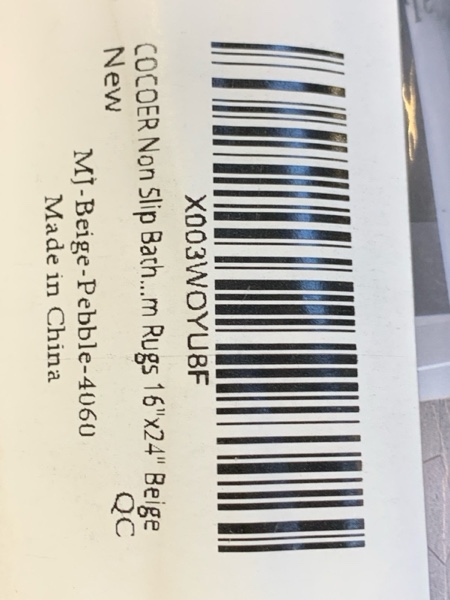 X003WOYU8F
COCOER Non Slip Bath...m Rugs 16"x24" Beige
New
QC
MJ-Beige-Pebble-4060
Made in China